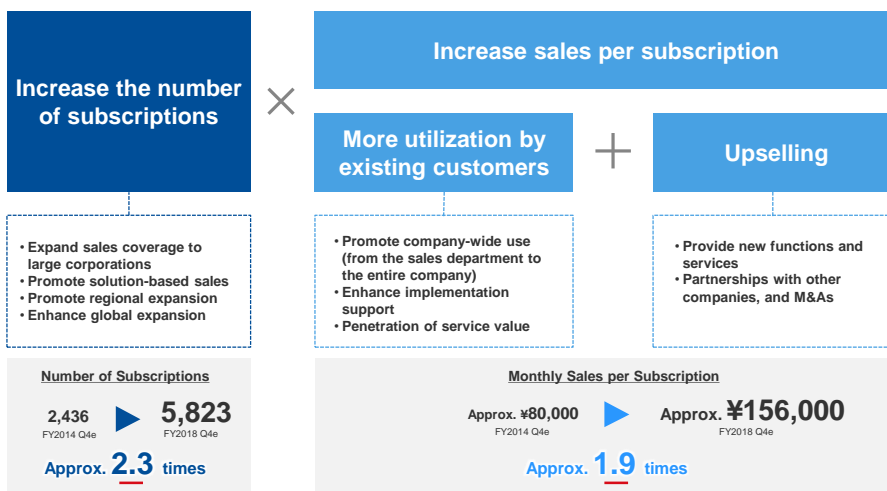 Increase the number
of subscriptions
×
Increase sales per subscription
More utilization by
existing customers
+
Upselling
• Expand sales coverage to
large corporations
• Promote solution-based sales
• Promote regional expansion
• Enhance global expansion
• Promote company-wide use
(from the sales department to
the entire company)
• Enhance implementation
support
• Penetration of service value
• Provide new functions and
services
• Partnerships with other
companies, and M&As
Number of Subscriptions
2,436
FY2014 Q4e
5,823
FY2018 Q4e
Approx. 2.3 times
Monthly Sales per Subscription
Approx. ¥80,000
FY2014 Q4e
Approx. ¥156,000
FY2018 Q4e
Approx. 1.9 times